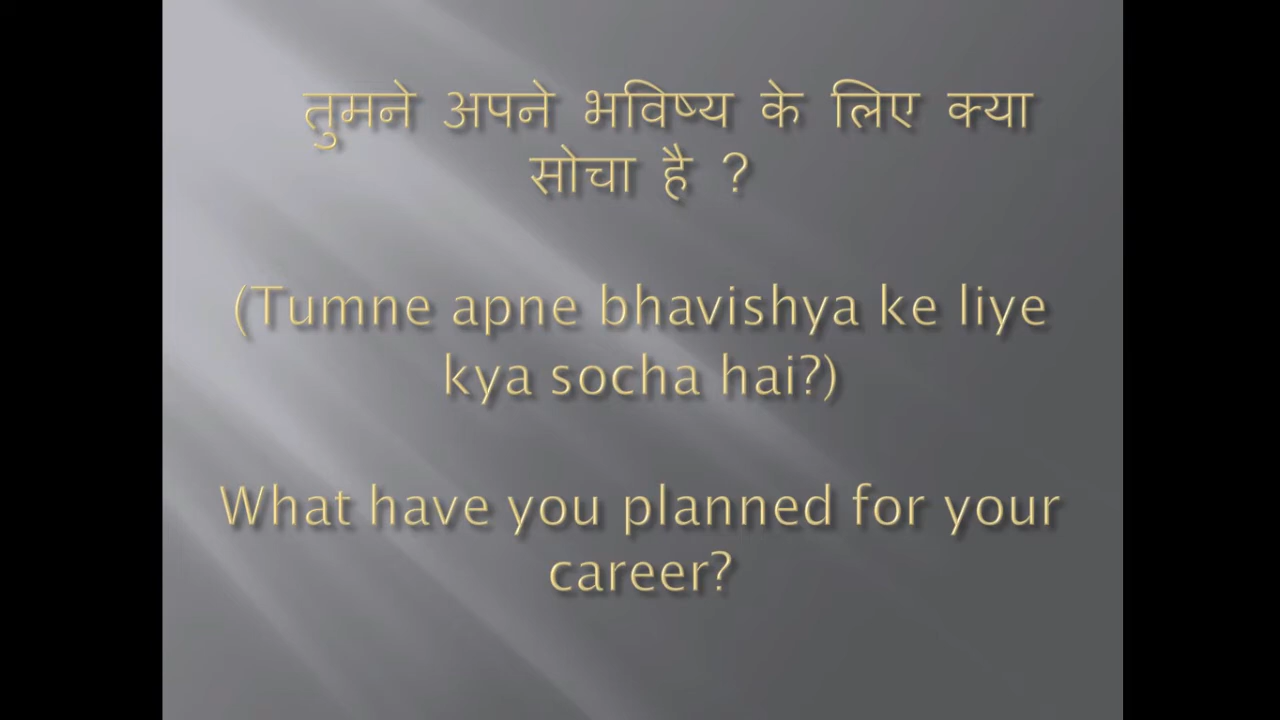 तुमने अपने भविष्य के लिए क्या
सोचा है ?
(Tumne apne bhavishya ke liye
kya socha hai?)
What have you planned for your
career?